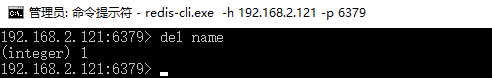 管理员: 命令提示符 - redis-cli.exe  -h 192.168.2.121 -p 6379
192.168.2.121:6379> del name
(integer) 1
192.168.2.121:6379>